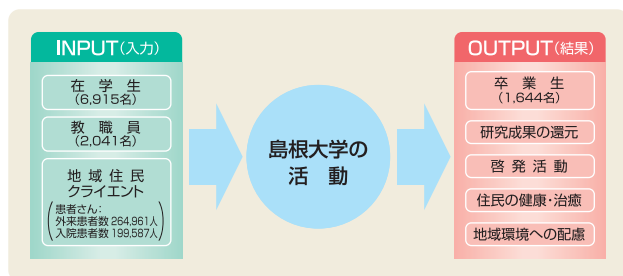 INPUT(入力)
在学生
(6,915名)
教職員
(2,041名)
地域住民
クライエント
(患者さん:
外来患者数 264,961人
入院患者数 199,587人)
島根大学の
活動
OUTPUT(結果)
卒業生
(1,644名)
研究成果の還元
啓発活動
住民の健康・治癒
地域環境への配慮